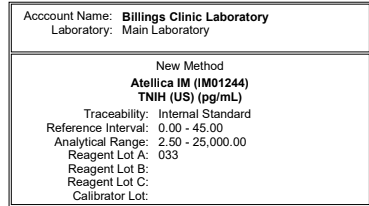 Acccount Name: Billings Clinic Laboratory
Laboratory: Main Laboratory
New Method
Atellica IM (IM01244)
TNIH (US) (pg/mL)
Traceability: Internal Standard
Reference Interval: 0.00 - 45.00
Analytical Range: 2.50 - 25,000.00
Reagent Lot A: 033
Reagent Lot B:
Reagent Lot C:
Calibrator Lot: